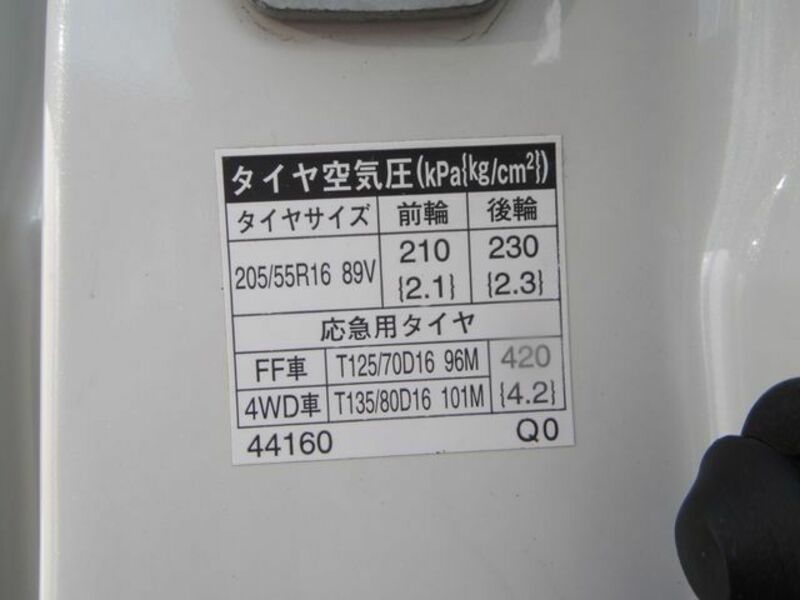 タイヤ空気圧(kPa{kg/cm²})
タイヤサイズ 前輪 後輪
205/55R16 89V 210 {2.1} 230 {2.3}
応急用タイヤ
FF車 T125/70D16 96M 420
4WD車 T135/80D16 101M {4.2}
44160 Q0